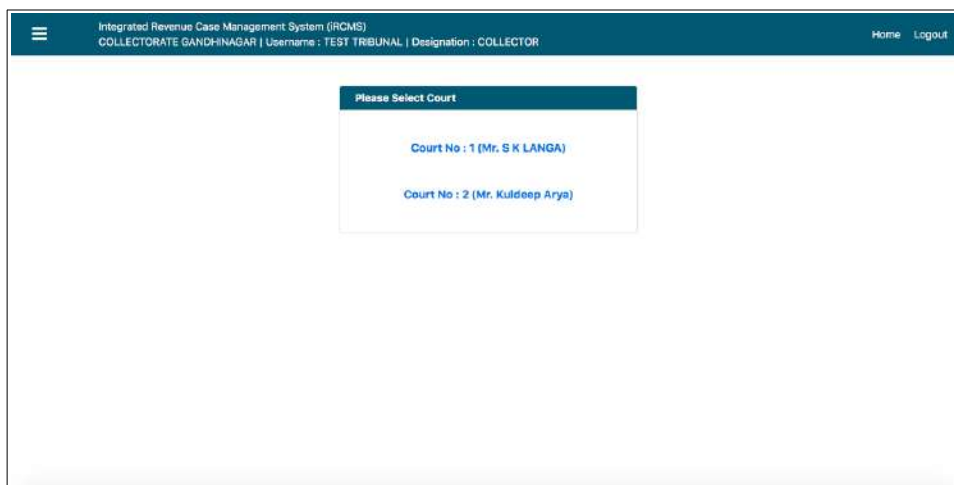 Integrated Revenue Case Management System (iRCMS)
COLLECTORATE GANDHINAGAR | Username : TEST TRIBUNAL | Designation : COLLECTOR
Home Logout
Please Select Court
Court No : 1 (Mr. S K LANGA)
Court No : 2 (Mr. Kuldeep Arya)